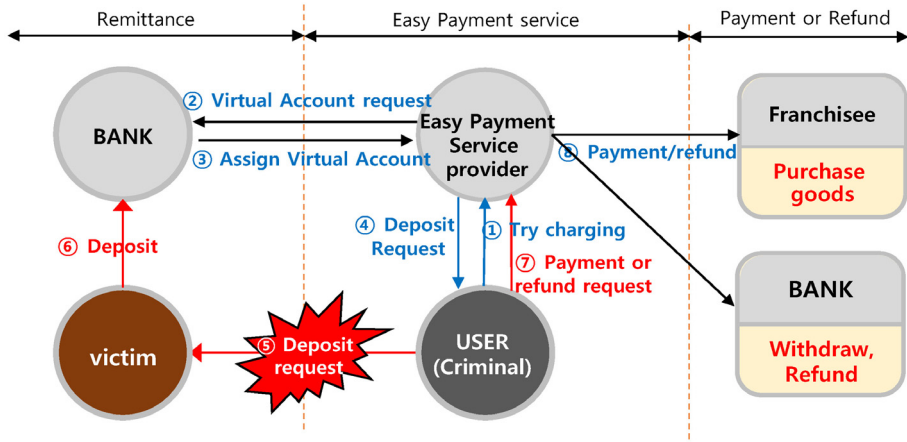 Remittance
Easy Payment service
Payment or Refund
② Virtual Account request
BANK
③ Assign Virtual Account
Easy Payment
Service
provider
⑧ Payment/refund
Franchisee
Purchase
goods
⑥ Deposit
④ Deposit
Request
① Try charging
⑦ Payment or
refund request
victim
⑤ Deposit
request
USER
(Criminal)
BANK
Withdraw,
Refund